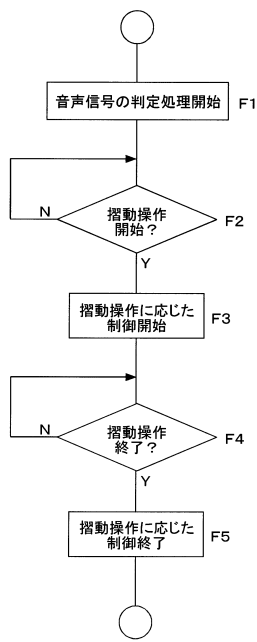 音声信号の判定処理開始 F1
摺動操作
開始？ F2
N
Y
摺動操作に応じた
制御開始 F3
摺動操作
終了？ F4
N
Y
摺動操作に応じた
制御終了 F5